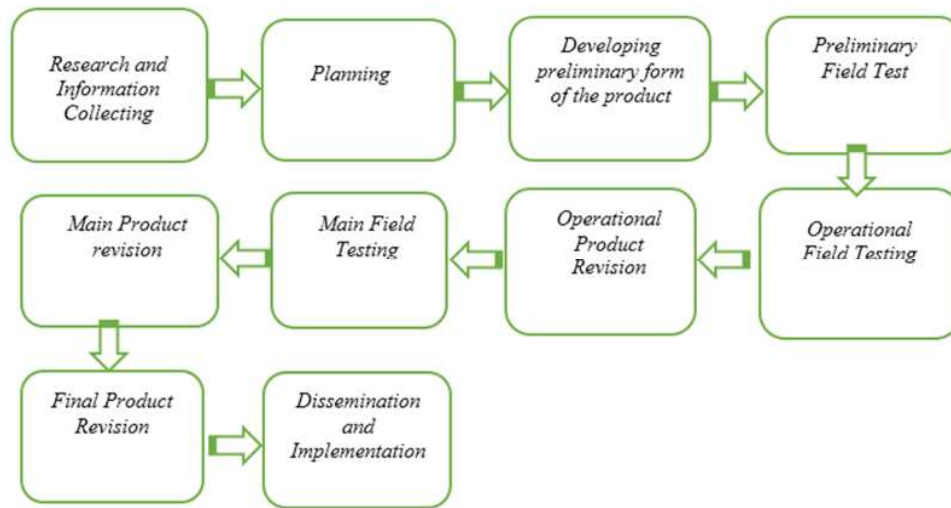 Research and
Information
Collecting
Planning
Developing
preliminary form
of the product
Preliminary
Field Test
Operational
Field Testing
Operational
Product
Revision
Main Field
Testing
Main Product
revision
Final Product
Revision
Dissemination
and
Implementation